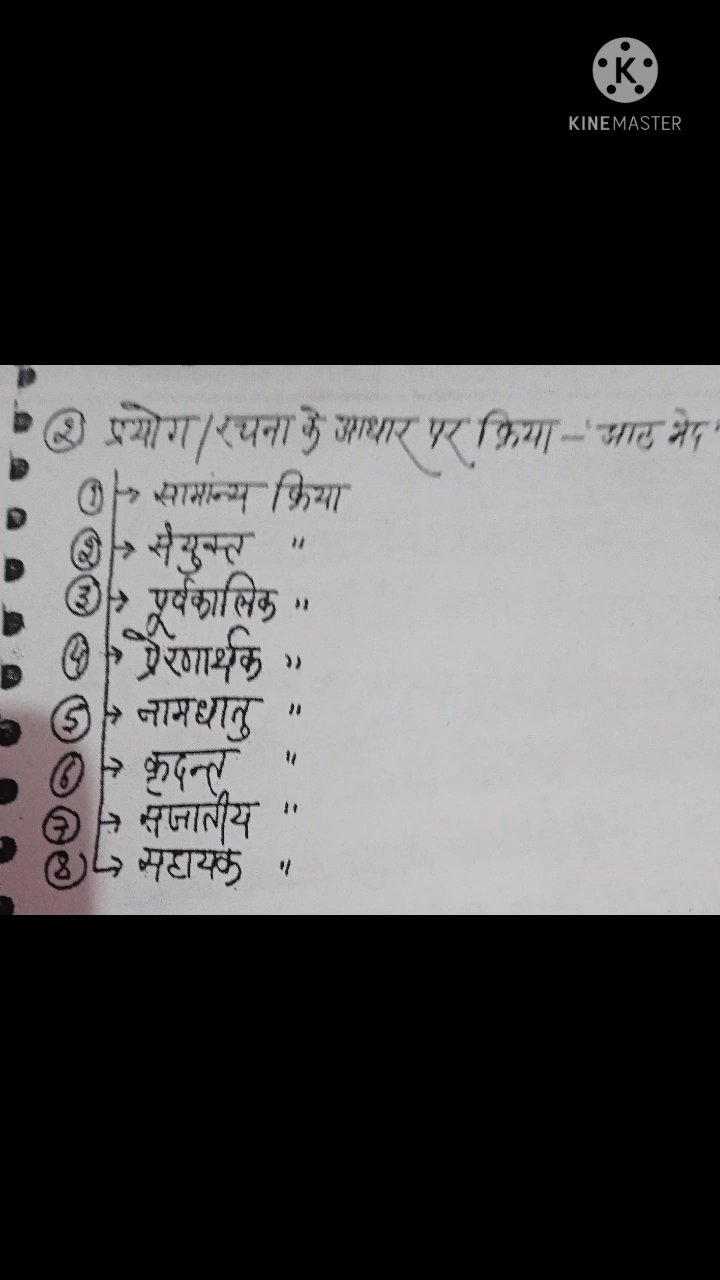 K
KINEMASTER
② प्रयोग/रचना के आधार पर क्रिया - 'आठ भेद'
① → सामान्य क्रिया
② → संयुक्त "
③ → पूर्वकालिक "
④ → प्रेरणार्थक "
⑤ → नामधातु "
⑥ → कृदन्त "
⑦ → सजातीय "
⑧ → सहायक "